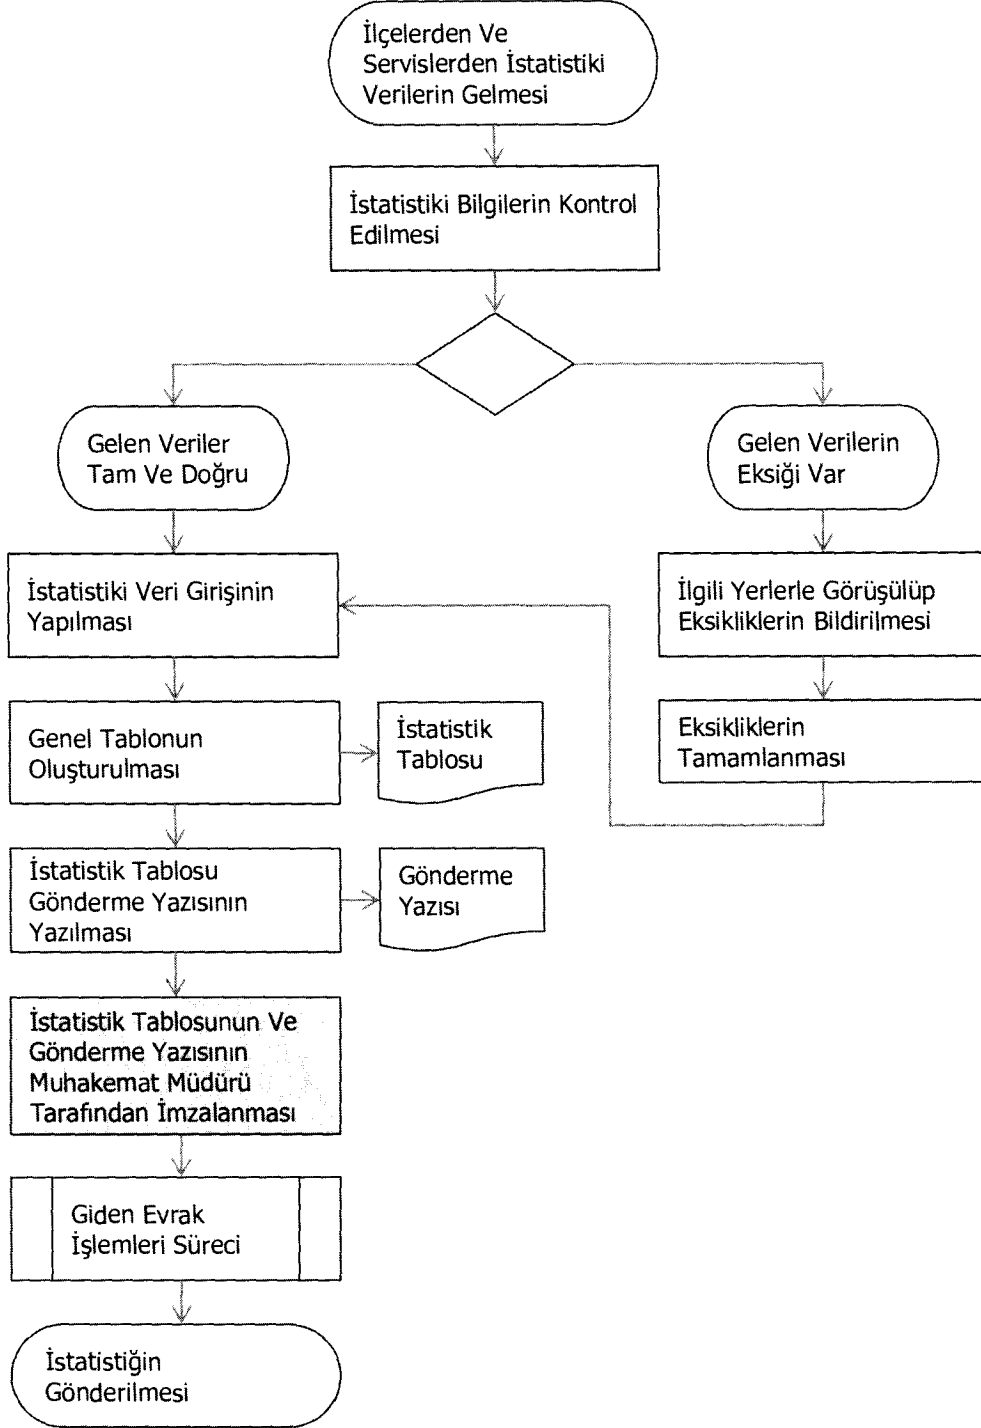 İlçelerden Ve
Servislerden İstatistiki
Verilerin Gelmesi
İstatistiki Bilgilerin Kontrol
Edilmesi
Gelen Veriler
Tam Ve Doğru
Gelen Verilerin
Eksiği Var
İstatistiki Veri Girişinin
Yapılması
İlgili Yerlerle Görüşülüp
Eksikliklerin Bildirilmesi
Genel Tablonun
Oluşturulması
İstatistik
Tablosu
Eksikliklerin
Tamamlanması
İstatistik Tablosu
Gönderme Yazısının
Yazılması
Gönderme
Yazısı
İstatistik Tablosunun Ve
Gönderme Yazısının
Muhakemat Müdürü
Tarafından İmzalanması
Giden Evrak
İşlemleri Süreci
İstatistiğin
Gönderilmesi